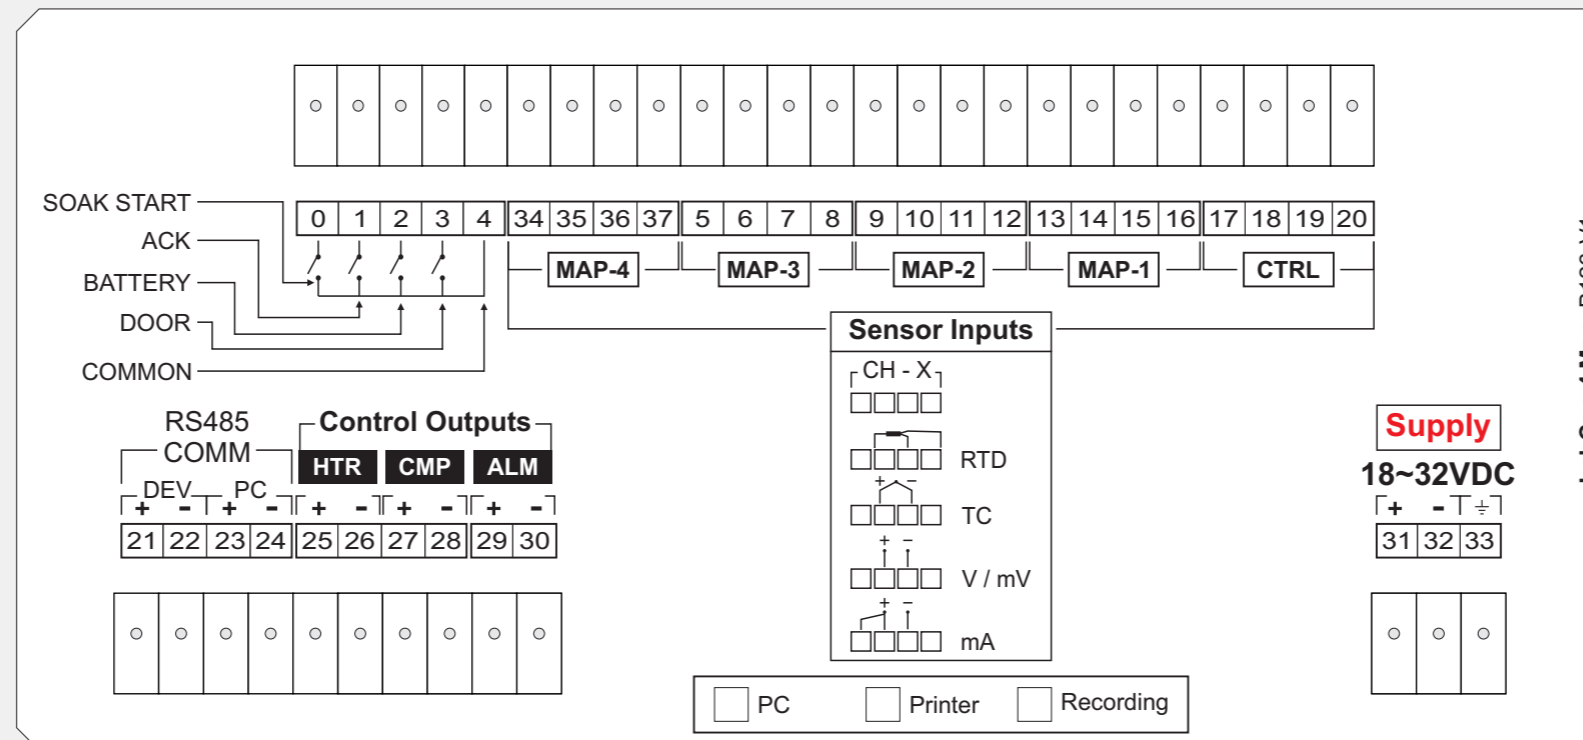 SOAK START
ACK
BATTERY
DOOR
COMMON
0 1 2 3 4 34 35 36 37 5 6 7 8 9 10 11 12 13 14 15 16 17 18 19 20
MAP-4 MAP-3 MAP-2 MAP-1 CTRL
Sensor Inputs
CH - X
RTD
+ −
TC
+ −
V / mV
+ −
mA
RS485
COMM
Control Outputs
HTR CMP ALM
DEV PC
+ - + - + - + - + -
21 22 23 24 25 26 27 28 29 30
Supply
18~32VDC
+ - ⏚
31 32 33
PC Printer Recording